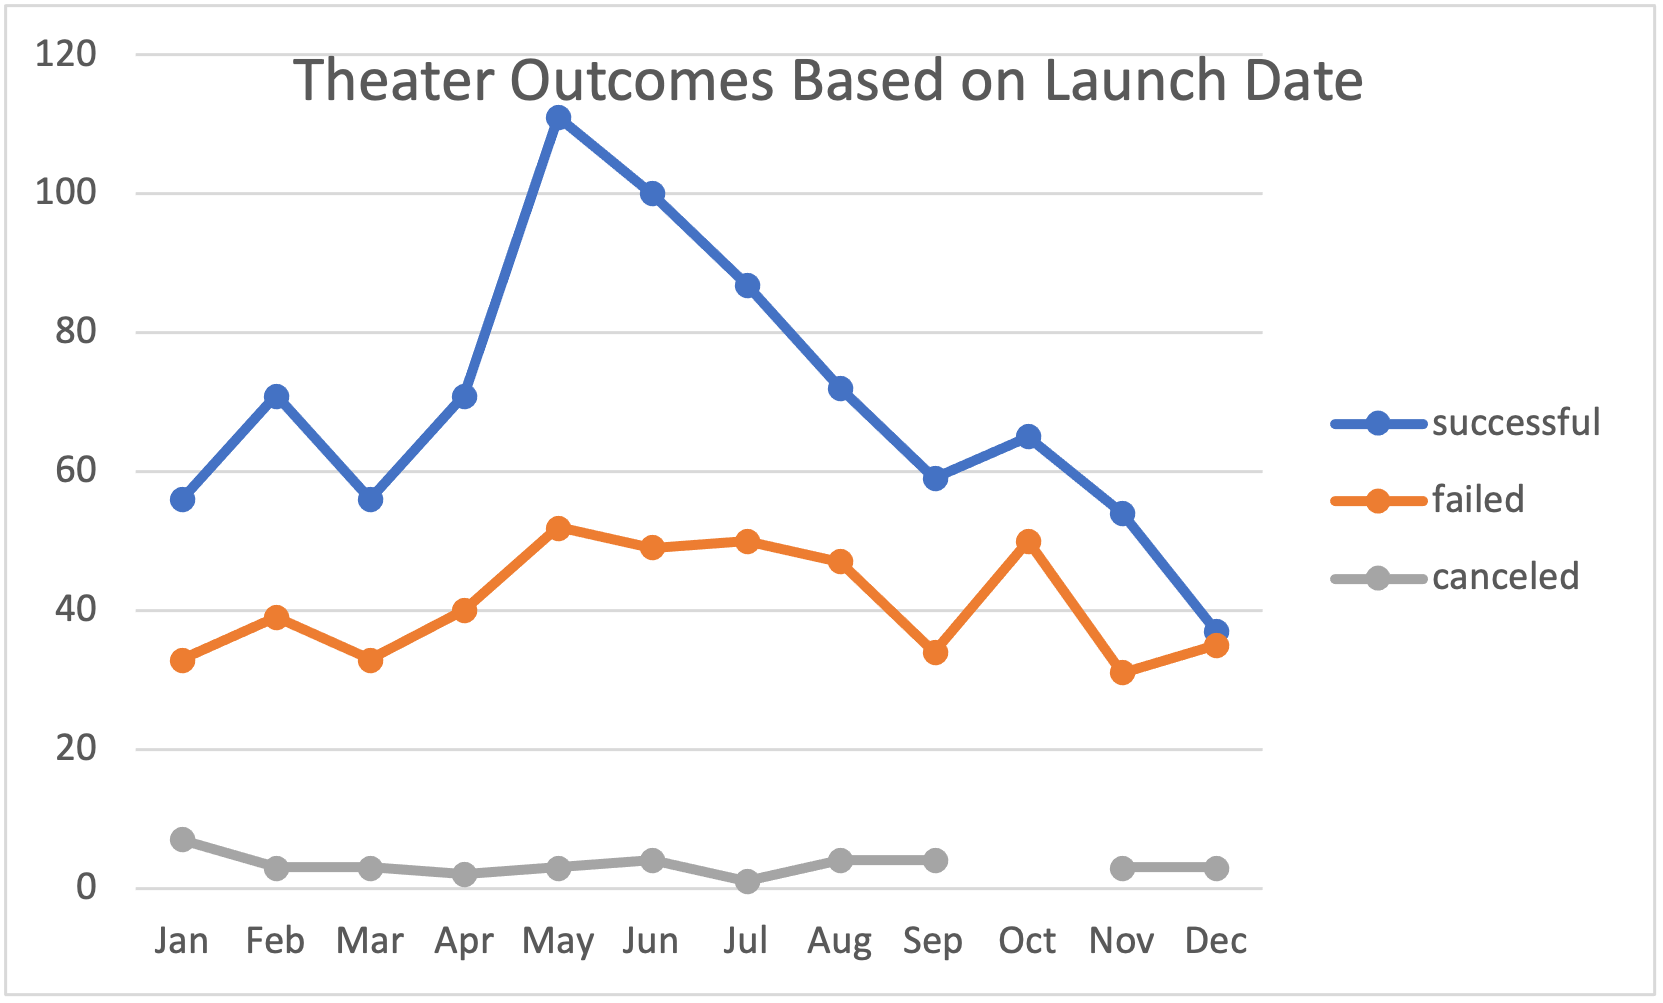 Theater Outcomes Based on Launch Date
120
100
80
60
40
20
0
Jan Feb Mar Apr May Jun Jul Aug Sep Oct Nov Dec
successful
failed
canceled